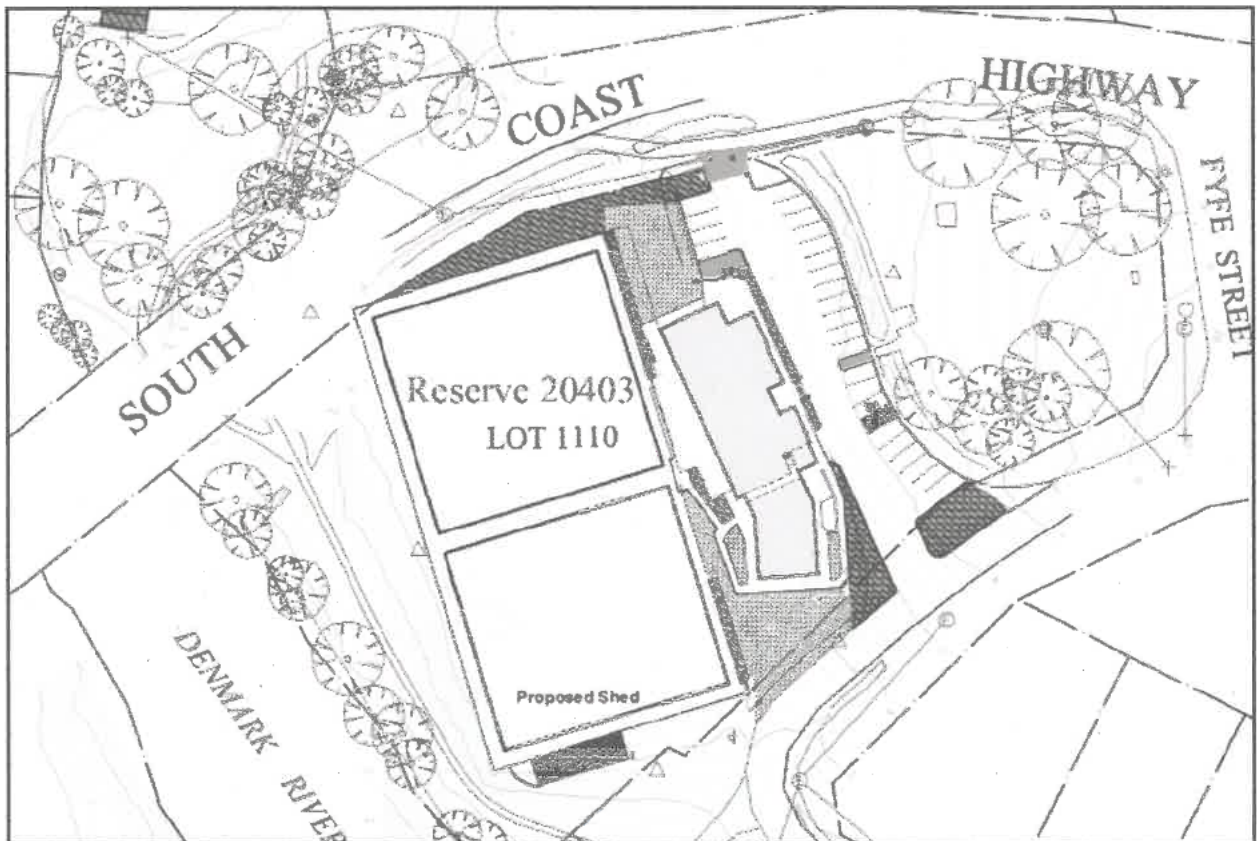 SOUTH COAST HIGHWAY
FYFE STREET
Reserve 20403
LOT 1110
Proposed Shed
DENMARK RIVER